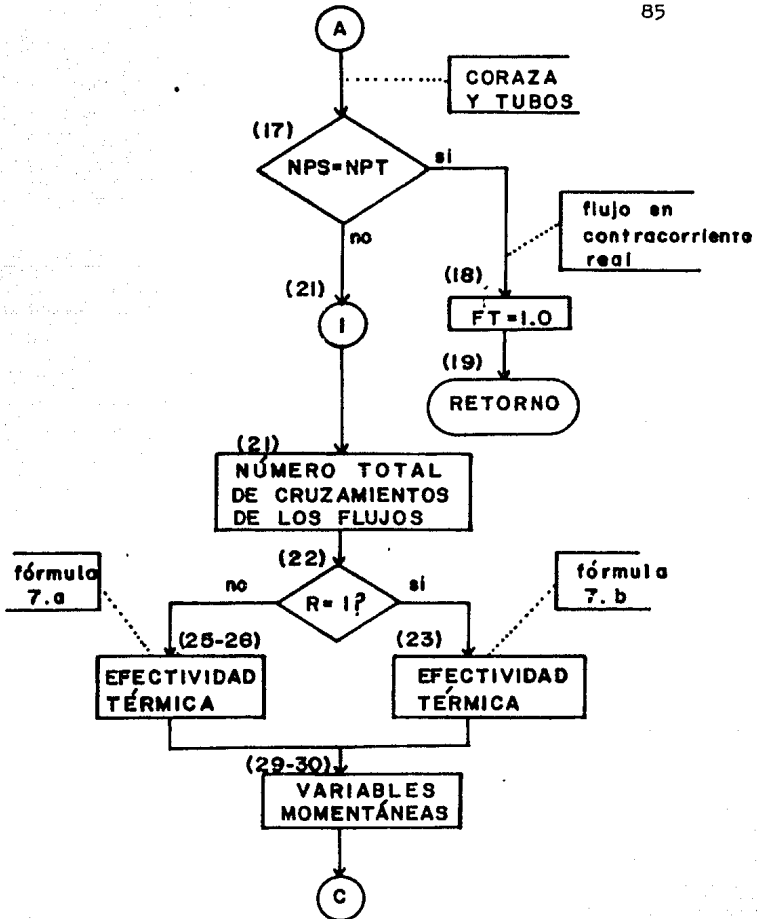 85
A
CORAZA
Y TUBOS
(17)
NPS=NPT
si
no
flujo en
contracorriente
real
(18)
FT=1.0
(19)
RETORNO
(21)
I
(21)
NÚMERO TOTAL
DE CRUZAMIENTOS
DE LOS FLUJOS
(22)
R= 1?
no
si
fórmula
7.a
fórmula
7.b
(25-26)
EFECTIVIDAD
TÉRMICA
(23)
EFECTIVIDAD
TÉRMICA
(29-30)
VARIABLES
MOMENTÁNEAS
C